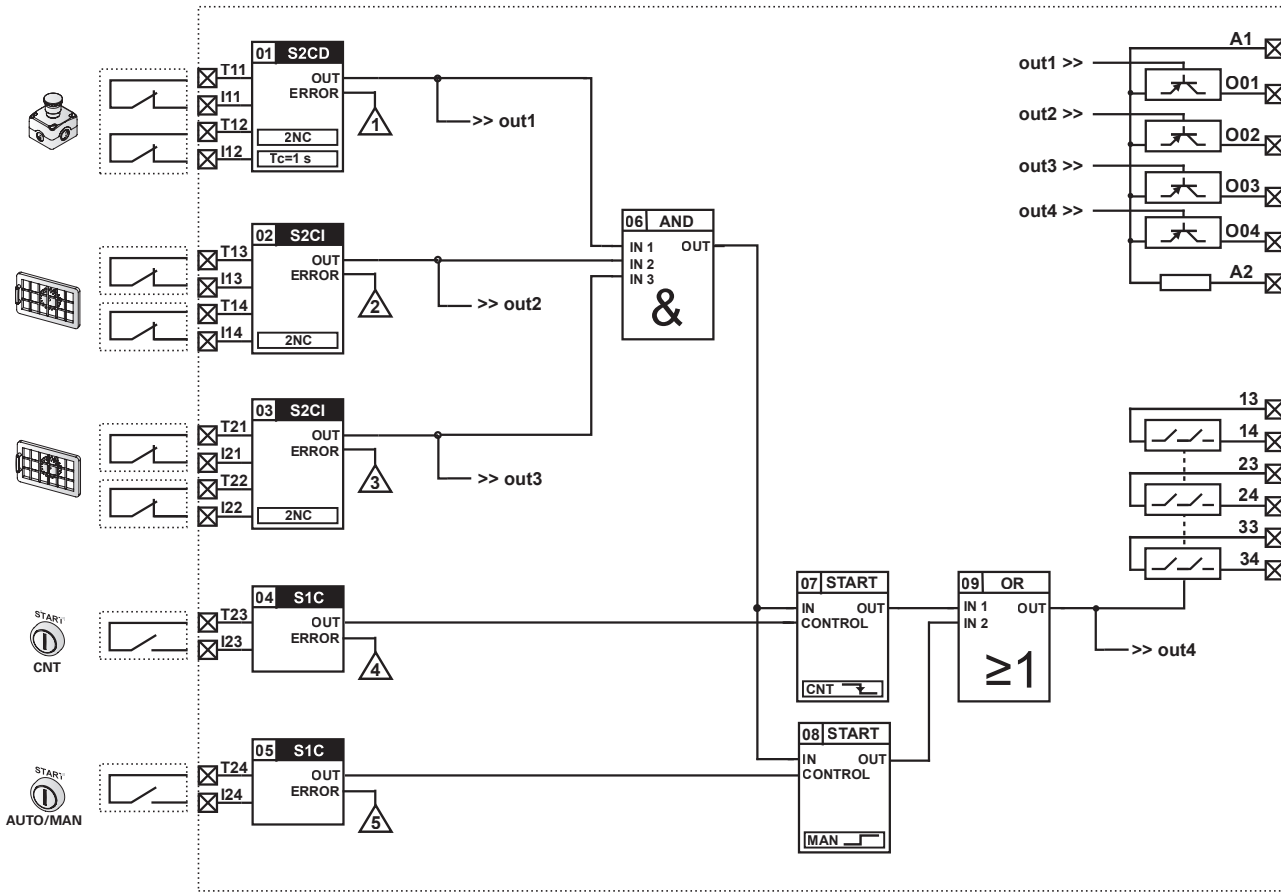 01 S2CD
T11
I11
T12
I12
OUT
ERROR
1
2NC
Tc=1 s
>> out1
02 S2CI
T13
I13
T14
I14
OUT
ERROR
2
2NC
>> out2
03 S2CI
T21
I21
T22
I22
OUT
ERROR
3
2NC
>> out3
06 AND
IN 1 OUT
IN 2
IN 3
&
START
CNT
T23
I23
04 S1C
OUT
ERROR
4
START
AUTO/MAN
T24
I24
05 S1C
OUT
ERROR
5
07 START
IN OUT
CONTROL
CNT
08 START
IN OUT
CONTROL
MAN
09 OR
IN 1 OUT
IN 2
≥1
>> out4
A1
out1 >>
O01
out2 >>
O02
out3 >>
O03
out4 >>
O04
A2
13
14
23
24
33
34